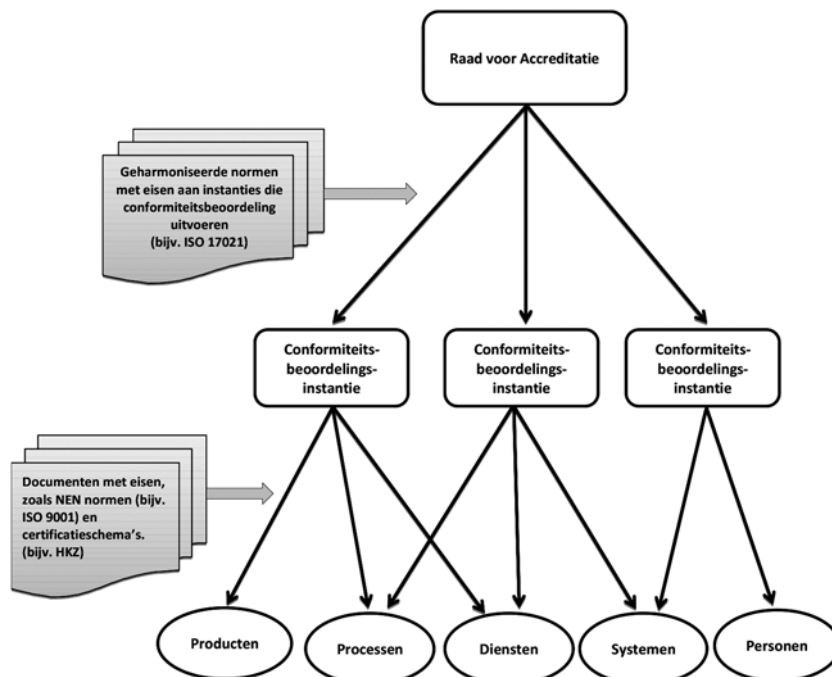 Raad voor Accreditatie
Geharmoniseerde normen
met eisen aan instanties die
conformiteitsbeoordeling
uitvoeren
(bijv. ISO 17021)
Conformiteits-
beoordelings-
instantie
Conformiteits-
beoordelings-
instantie
Conformiteits-
beoordelings-
instantie
Documenten met eisen,
zoals NEN normen (bijv.
ISO 9001) en
certificatieschema's.
(bijv. HKZ)
Producten
Processen
Diensten
Systemen
Personen